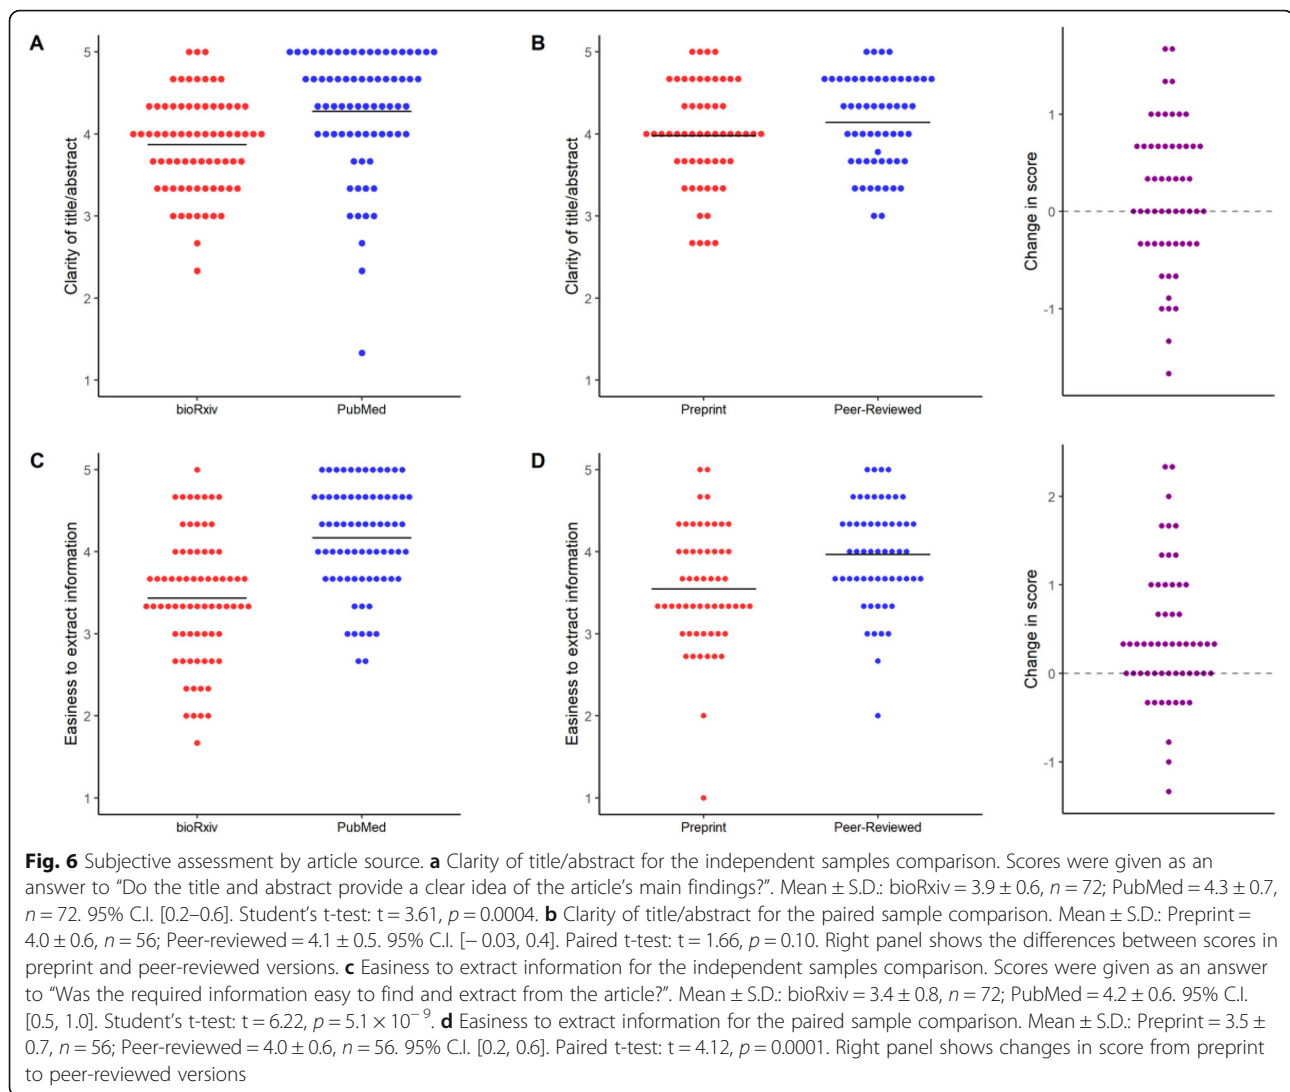 A
5
4
3
2
1
Clarity of title/abstract
bioRxiv
PubMed
B
5
4
3
2
1
Clarity of title/abstract
Preprint
Peer-Reviewed
1
0
-1
Change in score
C
5
4
3
2
1
Easiness to extract information
bioRxiv
PubMed
D
5
4
3
2
1
Easiness to extract information
Preprint
Peer-Reviewed
2
1
0
-1
Change in score
Fig. 6 Subjective assessment by article source. a Clarity of title/abstract for the independent samples comparison. Scores were given as an
answer to “Do the title and abstract provide a clear idea of the article’s main findings?”. Mean ± S.D.: bioRxiv = 3.9 ± 0.6, n = 72; PubMed = 4.3 ± 0.7,
n = 72. 95% C.I. [0.2–0.6]. Student’s t-test: t = 3.61, p = 0.0004. b Clarity of title/abstract for the paired sample comparison. Mean ± S.D.: Preprint =
4.0 ± 0.6, n = 56; Peer-reviewed = 4.1 ± 0.5. 95% C.I. [− 0.03, 0.4]. Paired t-test: t = 1.66, p = 0.10. Right panel shows the differences between scores in
preprint and peer-reviewed versions. c Easiness to extract information for the independent samples comparison. Scores were given as an answer
to “Was the required information easy to find and extract from the article?”. Mean ± S.D.: bioRxiv = 3.4 ± 0.8, n = 72; PubMed = 4.2 ± 0.6. 95% C.I.
[0.5, 1.0]. Student’s t-test: t = 6.22, p = 5.1 × 10⁻⁹. d Easiness to extract information for the paired sample comparison. Mean ± S.D.: Preprint = 3.5 ±
0.7, n = 56; Peer-reviewed = 4.0 ± 0.6, n = 56. 95% C.I. [0.2, 0.6]. Paired t-test: t = 4.12, p = 0.0001. Right panel shows changes in score from preprint
to peer-reviewed versions